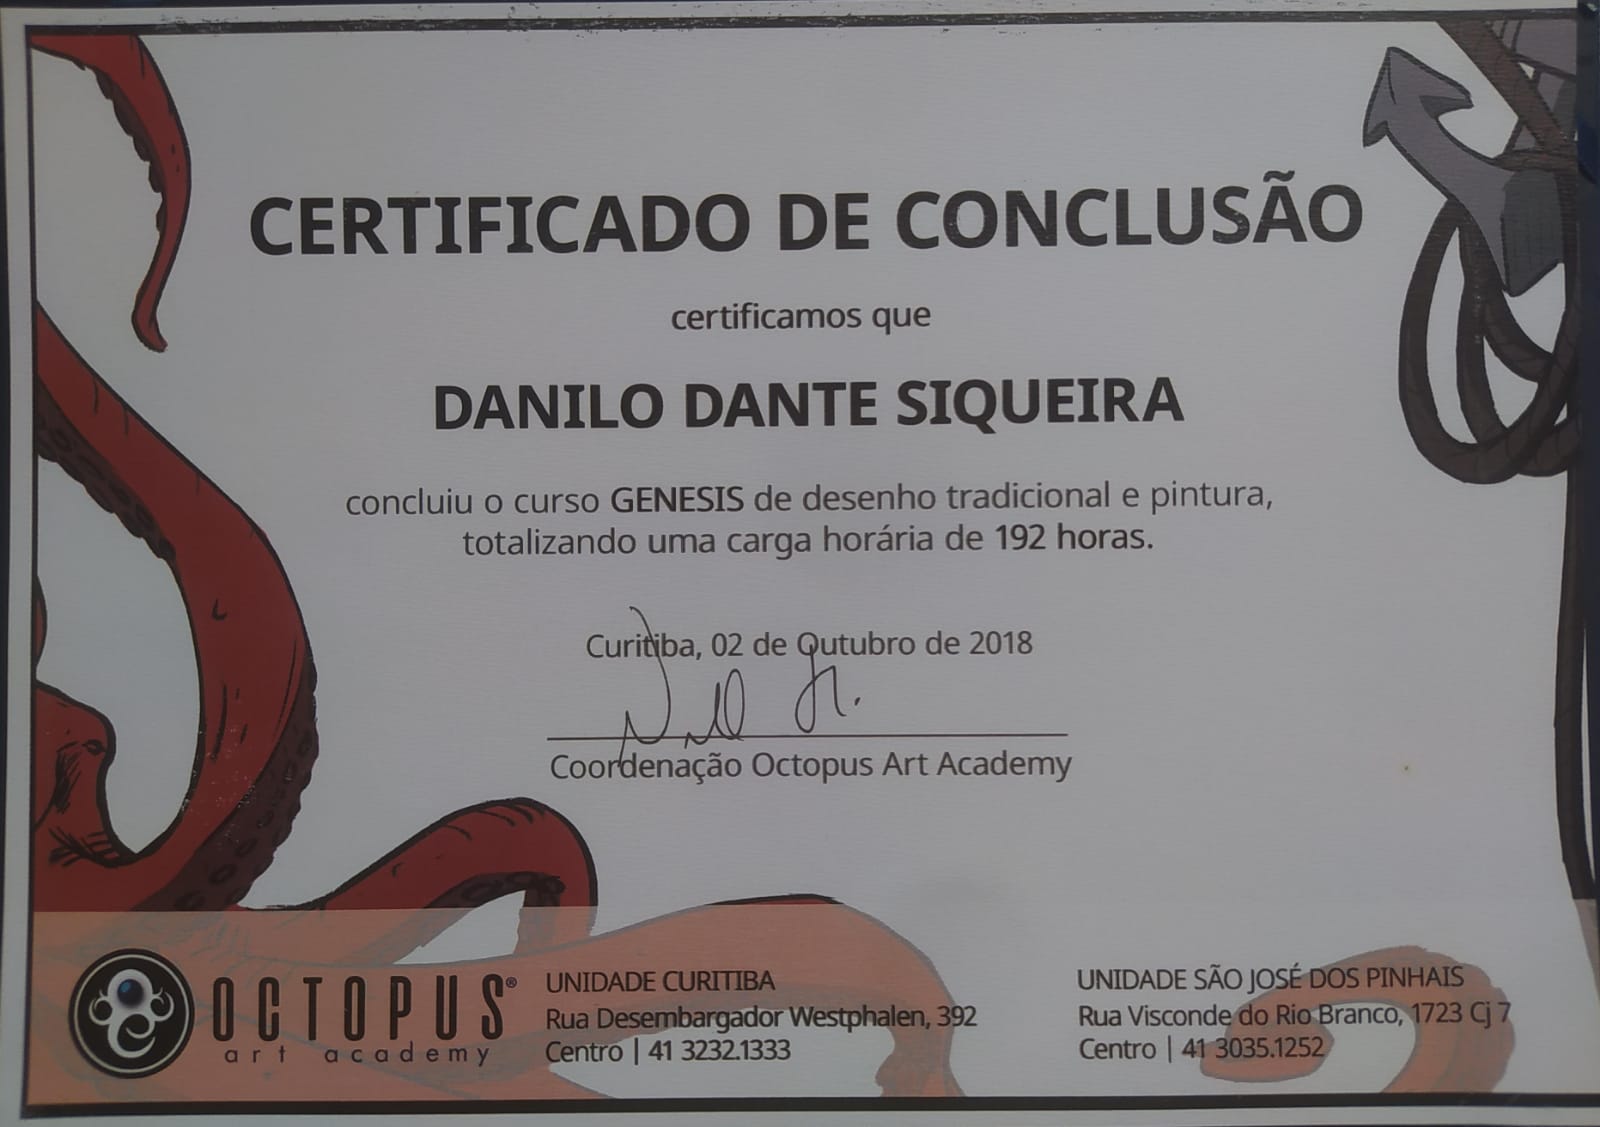 CERTIFICADO DE CONCLUSÃO
certificamos que
DANILO DANTE SIQUEIRA
concluiu o curso GENESIS de desenho tradicional e pintura,
totalizando uma carga horária de 192 horas.
Curitiba, 02 de Outubro de 2018
Coordenação Octopus Art Academy
OCTOPUS®
art academy
UNIDADE CURITIBA
Rua Desembargador Westphalen, 392
Centro | 41 3232.1333
UNIDADE SÃO JOSÉ DOS PINHAIS
Rua Visconde do Rio Branco, 1723 Cj 7
Centro | 41 3035.1252